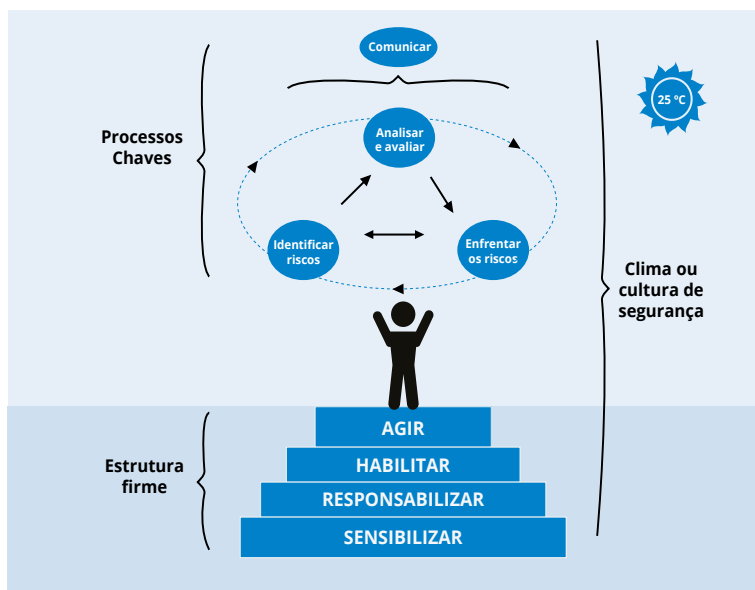 Comunicar
25 ºC
Processos
Chaves
Analisar
e avaliar
Identificar
riscos
Enfrentar
os riscos
Clima ou
cultura de
segurança
Estrutura
firme
AGIR
HABILITAR
RESPONSABILIZAR
SENSIBILIZAR